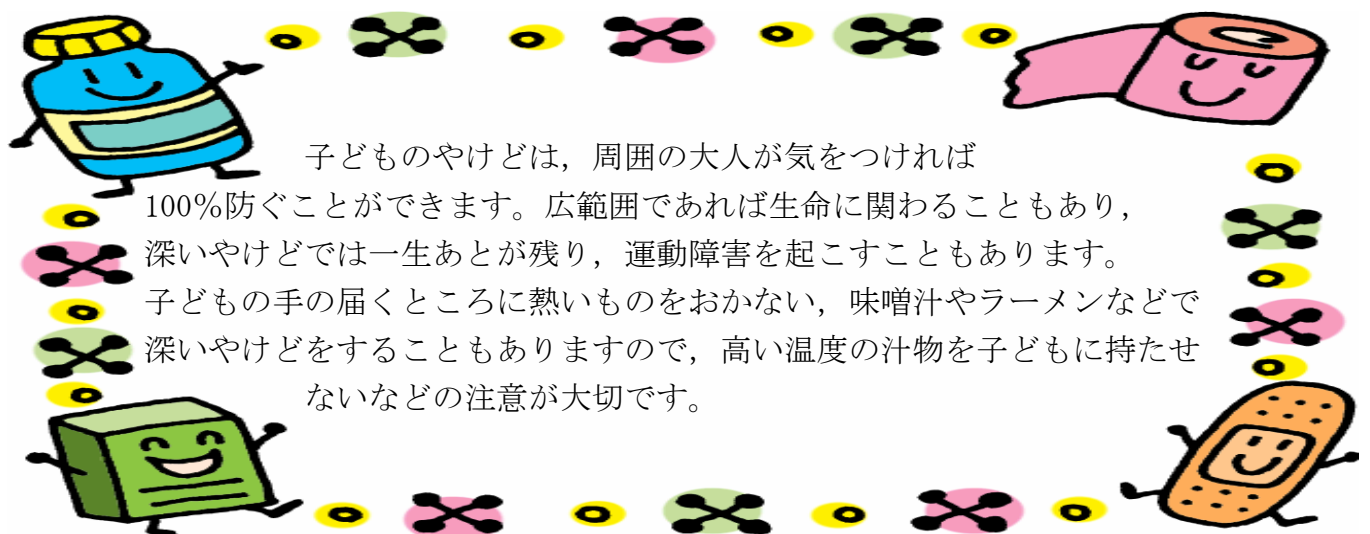 子どものやけどは，周囲の大人が気をつければ
100％防ぐことができます。広範囲であれば生命に関わることもあり，
深いやけどでは一生あとが残り，運動障害を起こすこともあります。
子どもの手の届くところに熱いものをおかない，味噌汁やラーメンなどで
深いやけどをすることもありますので，高い温度の汁物を子どもに持たせ
ないなどの注意が大切です。